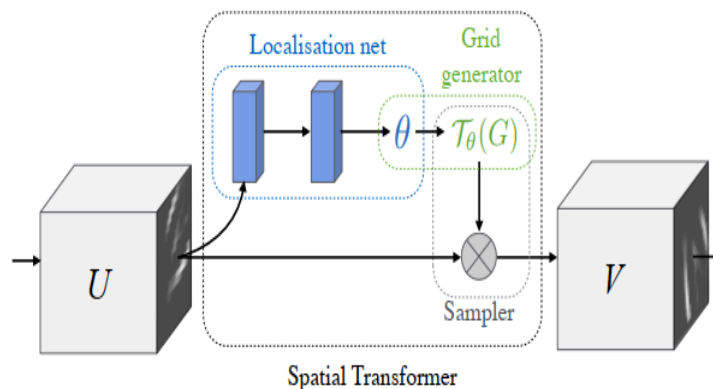 Localisation net
Grid
generator
θ
𝒯θ(G)
U
V
Sampler
Spatial Transformer